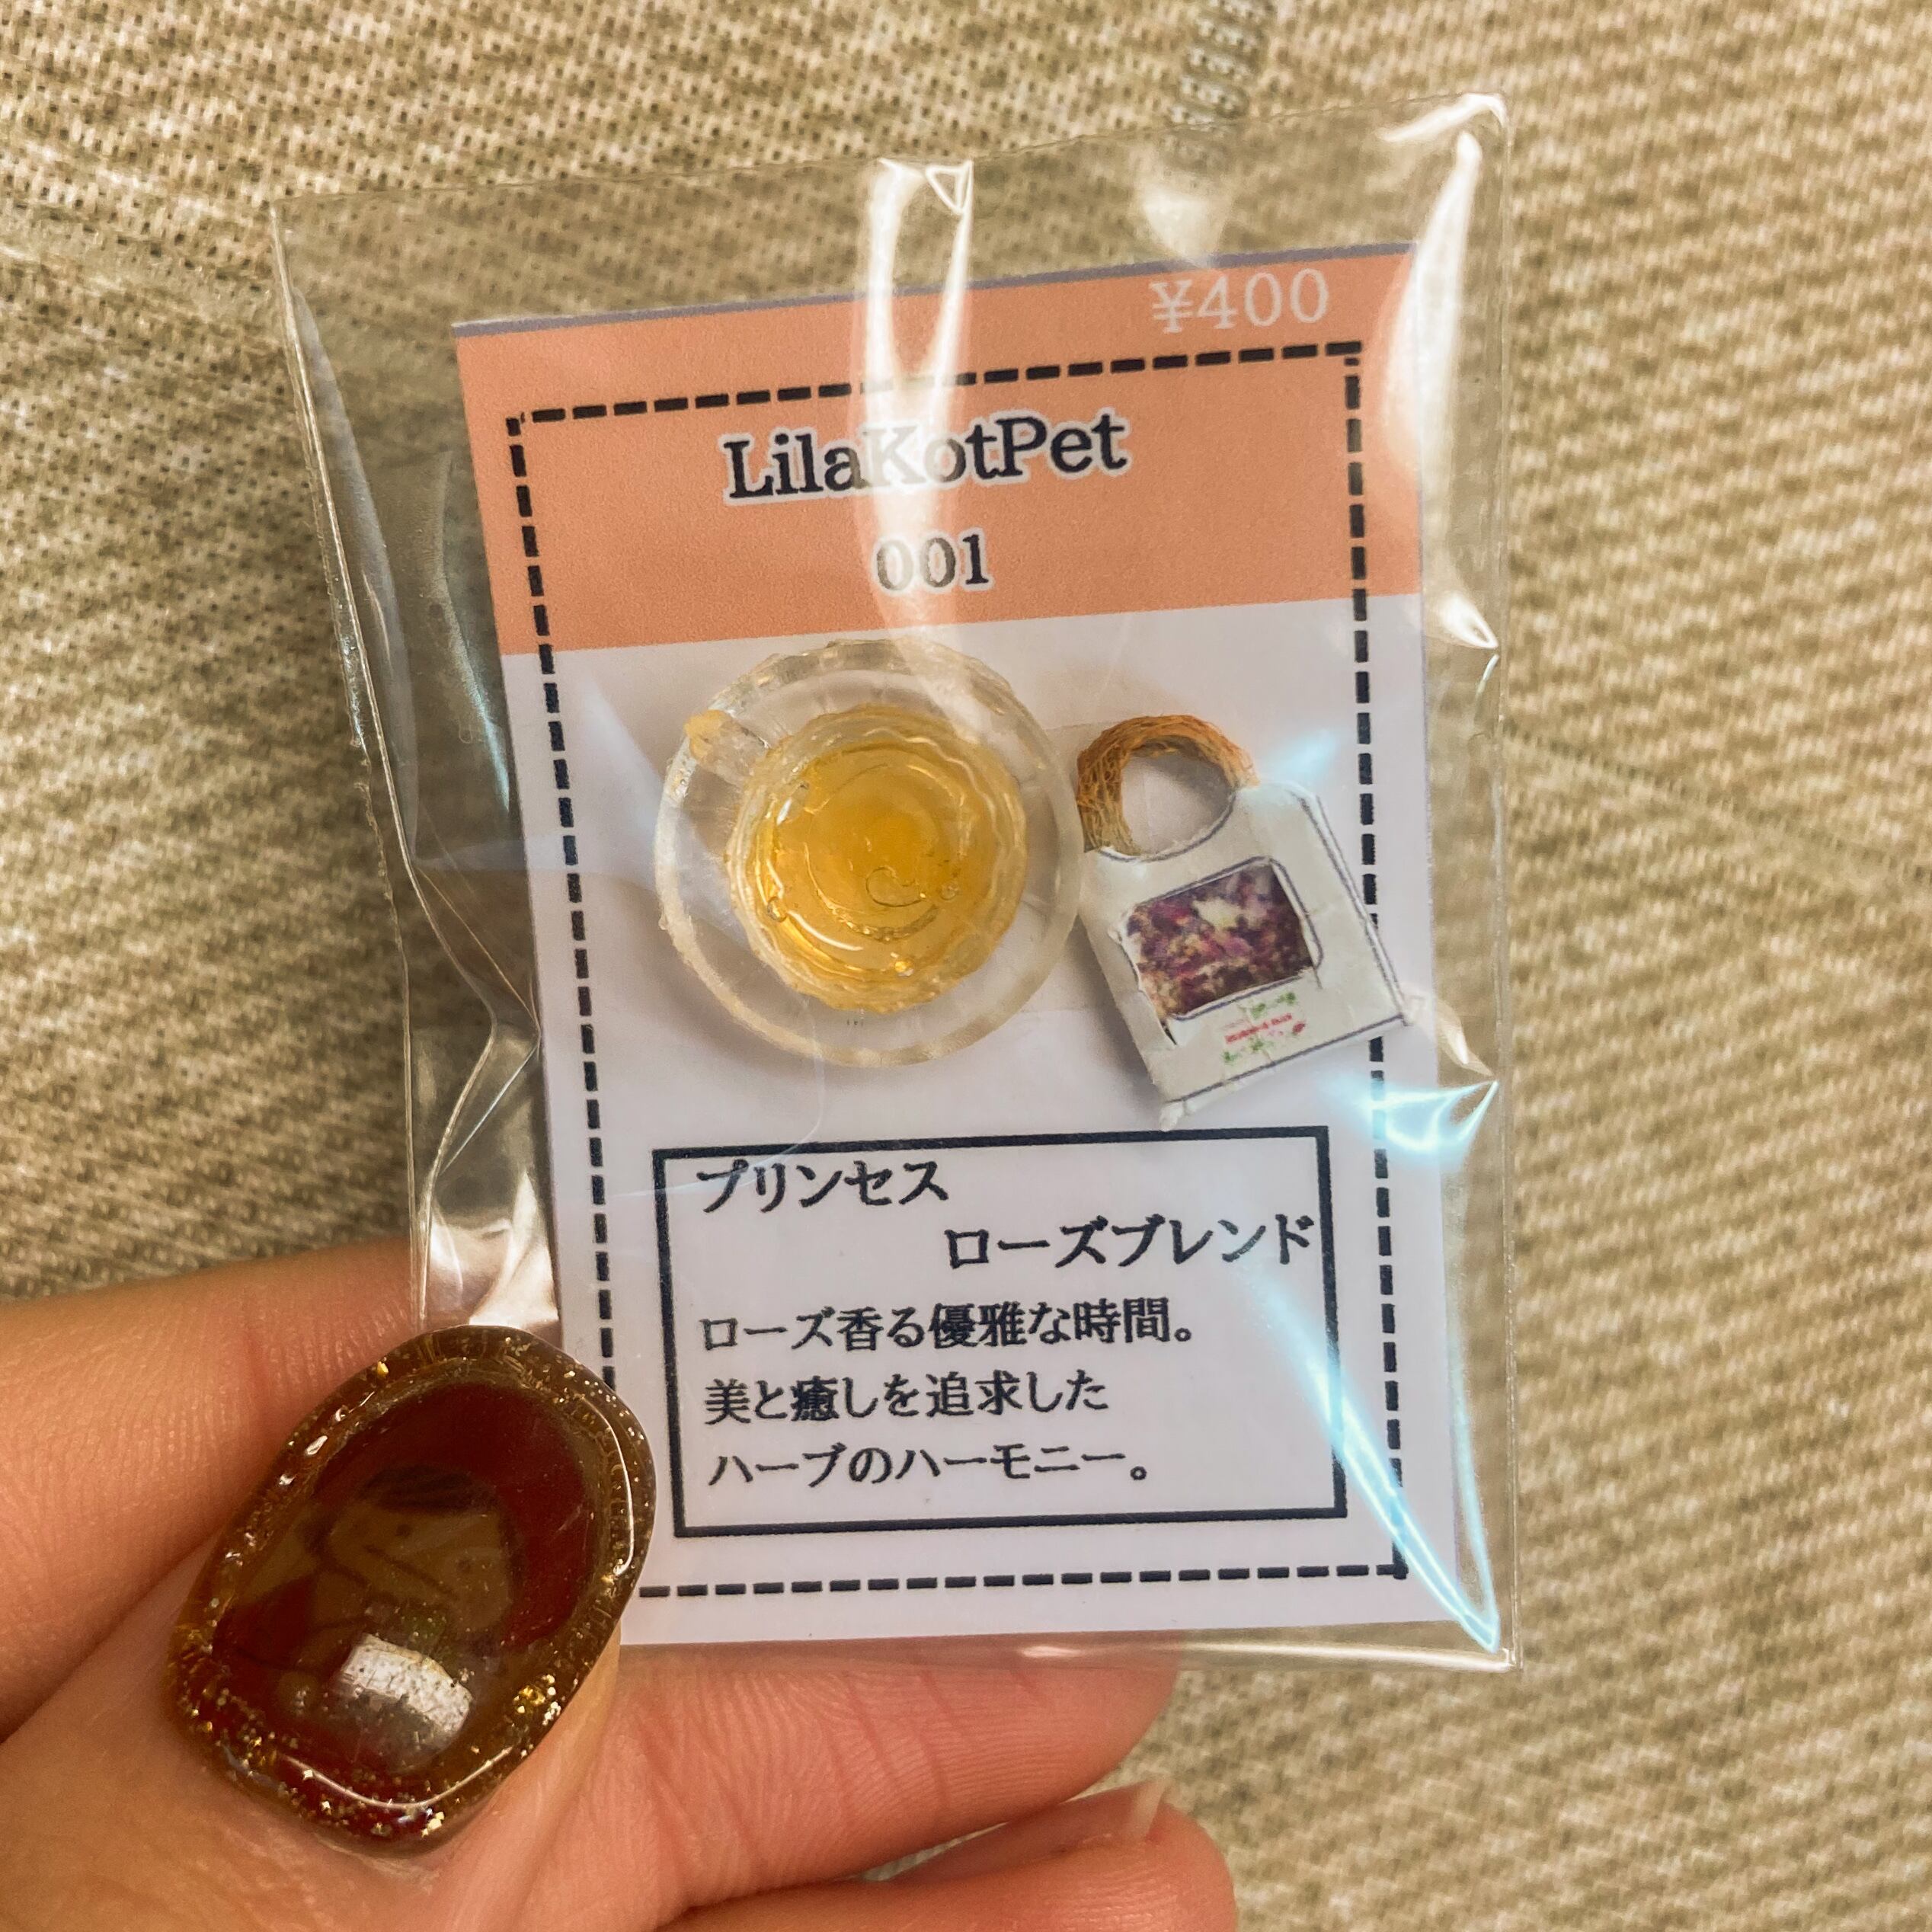 ¥400
LilaKotPet
001
プリンセス
ローズブレンド
ローズ香る優雅な時間。
美と癒しを追求した
ハーブのハーモニー。